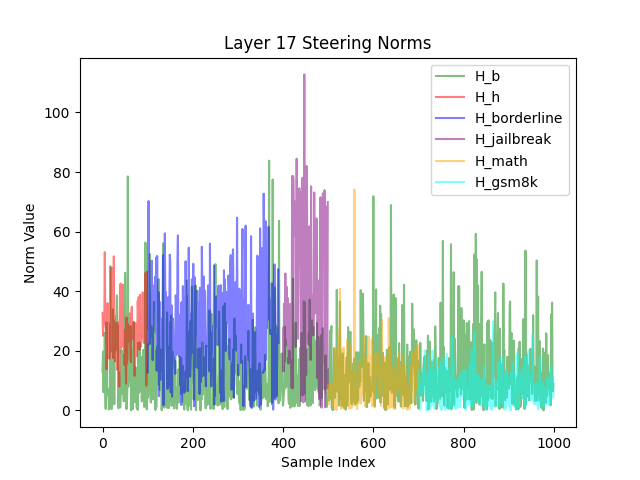 Layer 17 Steering Norms
H_b
H_h
H_borderline
H_jailbreak
H_math
H_gsm8k
Norm Value
100
80
60
40
20
0
0 200 400 600 800 1000
Sample Index